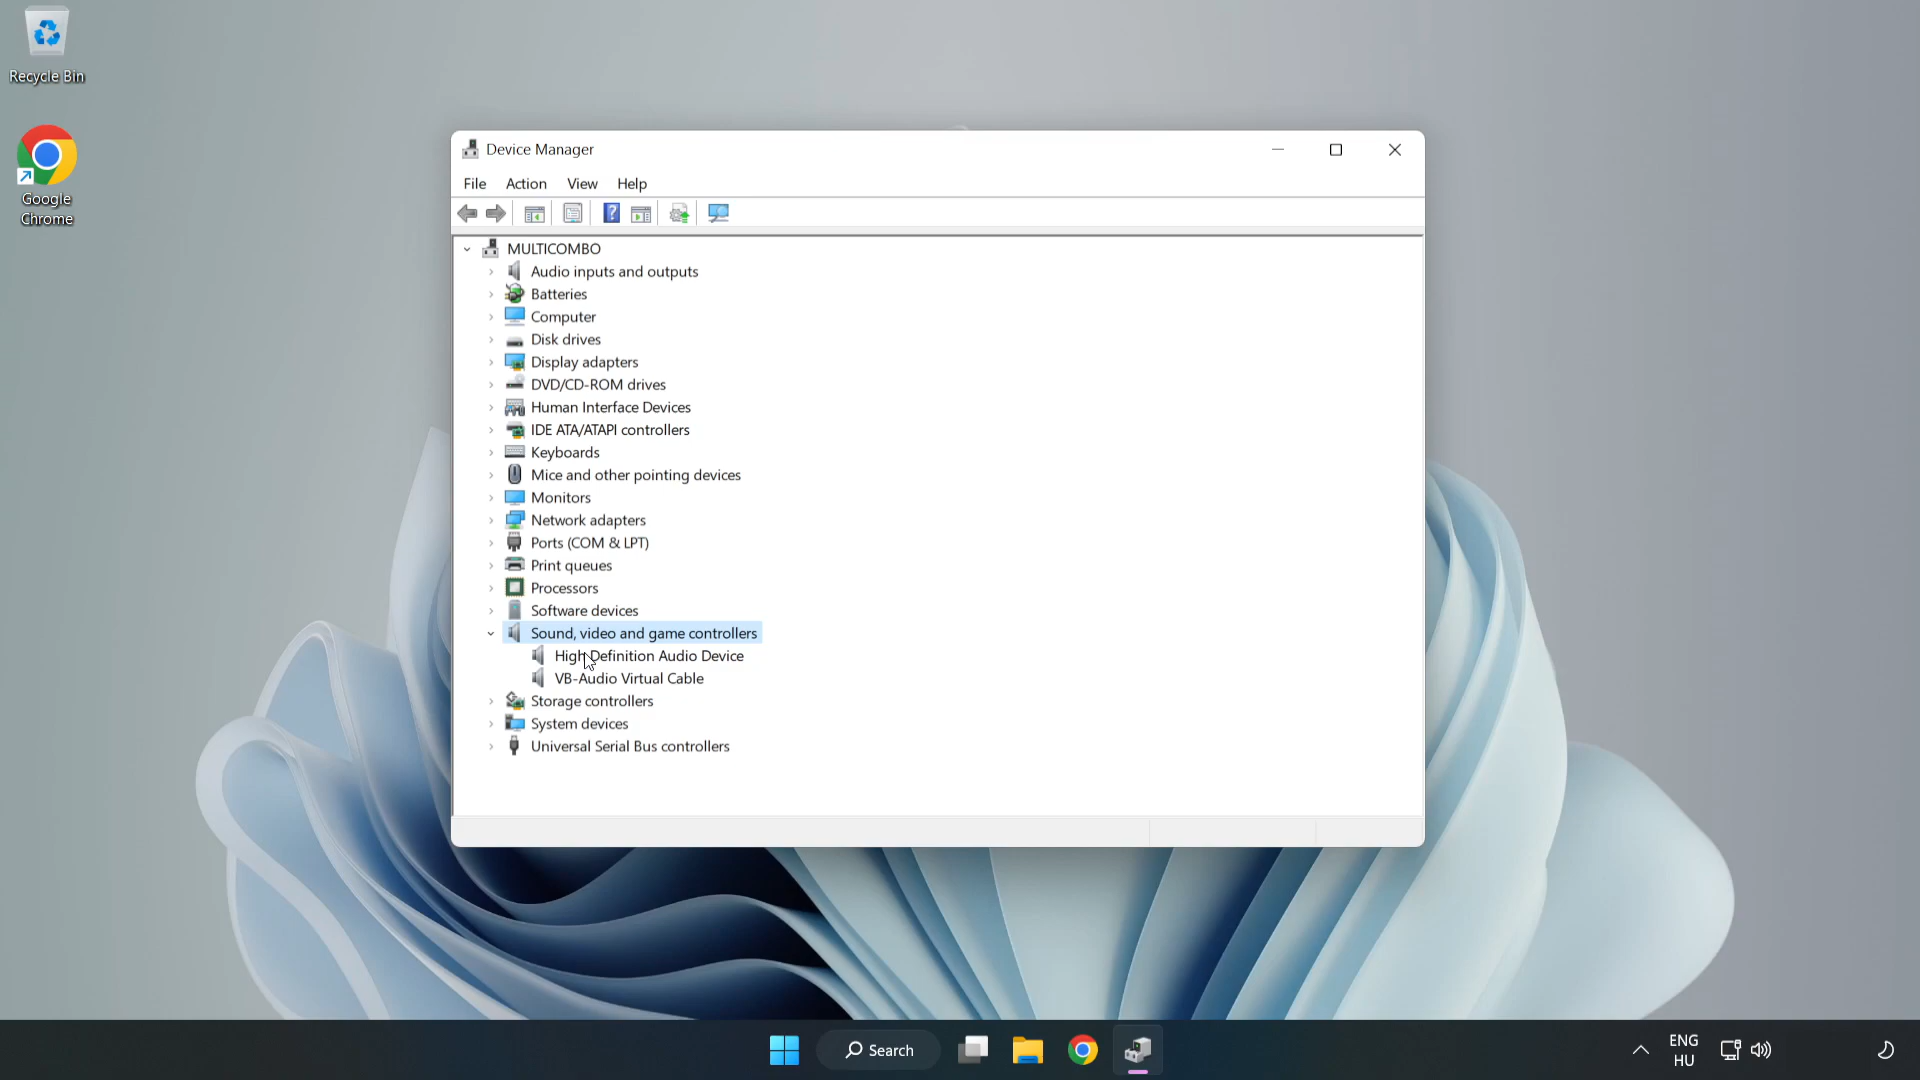 Recycle Bin
Google
Chrome
Device Manager
File Action View Help
MULTICOMBO
Audio inputs and outputs
Batteries
Computer
Disk drives
Display adapters
DVD/CD-ROM drives
Human Interface Devices
IDE ATA/ATAPI controllers
Keyboards
Mice and other pointing devices
Monitors
Network adapters
Ports (COM & LPT)
Print queues
Processors
Software devices
Sound, video and game controllers
High Definition Audio Device
VB-Audio Virtual Cable
Storage controllers
System devices
Universal Serial Bus controllers
Search
ENG
HU